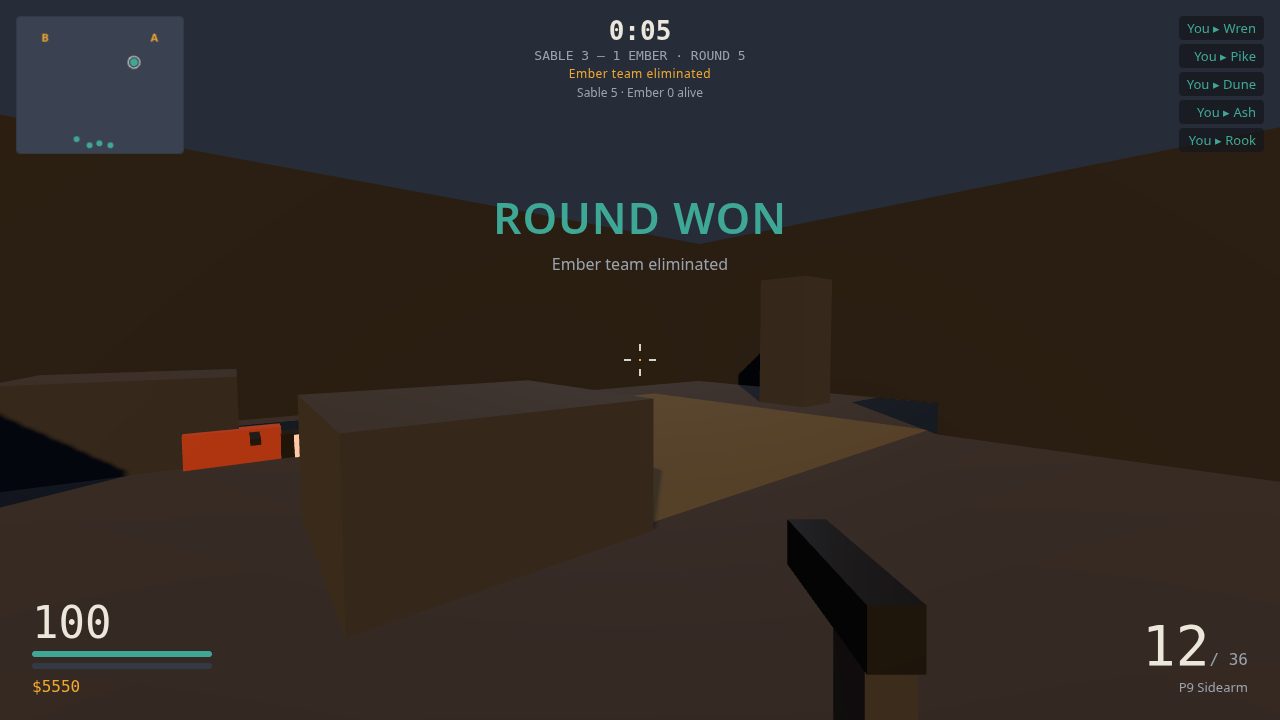 B A
0:05
SABLE 3 — 1 EMBER · ROUND 5
Ember team eliminated
Sable 5 · Ember 0 alive
You ▸ Wren
You ▸ Pike
You ▸ Dune
You ▸ Ash
You ▸ Rook
ROUND WON
Ember team eliminated
100
$5550
12 / 36
P9 Sidearm